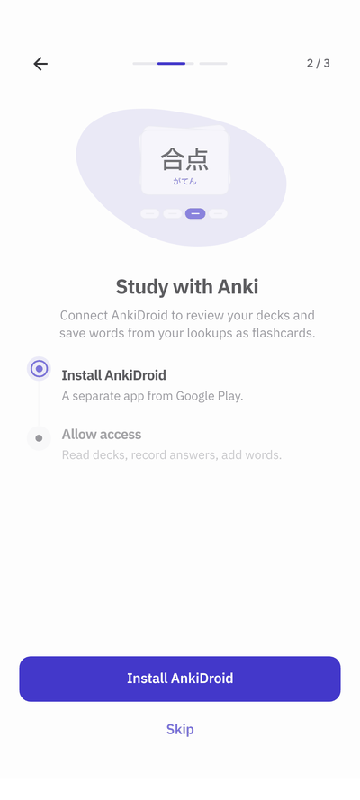 2 / 3
合点
がてん
Study with Anki
Connect AnkiDroid to review your decks and
save words from your lookups as flashcards.
Install AnkiDroid
A separate app from Google Play.
Allow access
Read decks, record answers, add words.
Install AnkiDroid
Skip